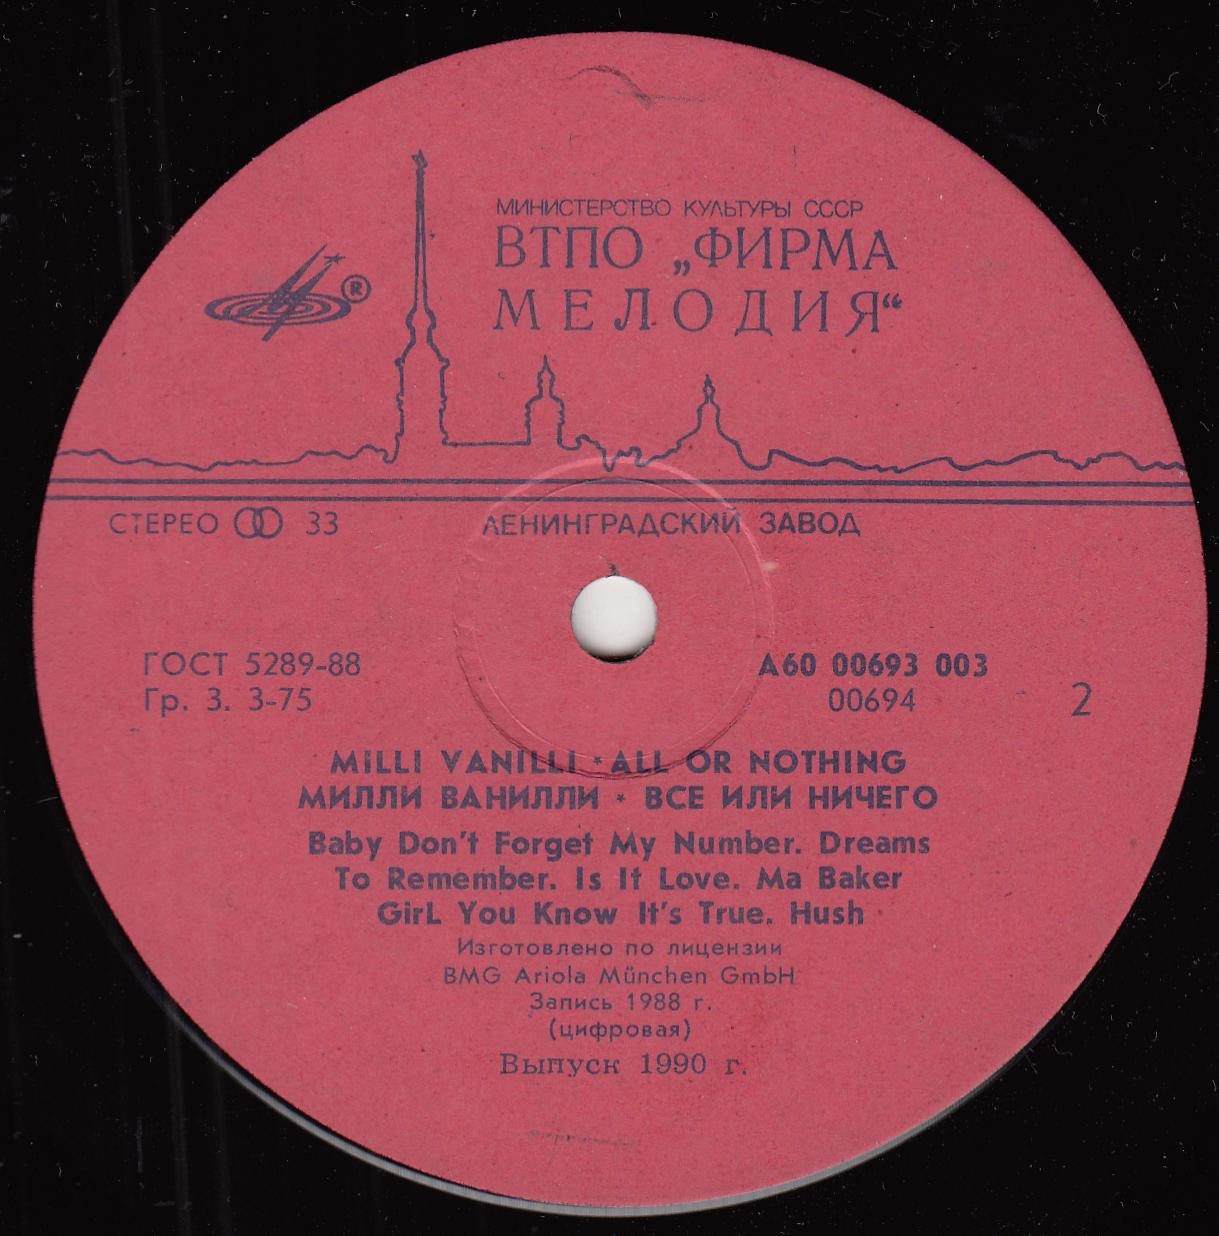 МИНИСТЕРСТВО КУЛЬТУРЫ СССР
ВТПО „ФИРМА
МЕЛОДИЯ“
®
СТЕРЕО 33
ЛЕНИНГРАДСКИЙ ЗАВОД
ГОСТ 5289-88
Гр. 3. 3-75
А60 00693 003
00694
2
MILLI VANILLI · ALL OR NOTHING
МИЛЛИ ВАНИЛЛИ · ВСЕ ИЛИ НИЧЕГО
Baby Don't Forget My Number. Dreams
To Remember. Is It Love. Ma Baker
GirL You Know It's True. Hush
Изготовлено по лицензии
BMG Ariola München GmbH
Запись 1988 г.
(цифровая)
Выпуск 1990 г.